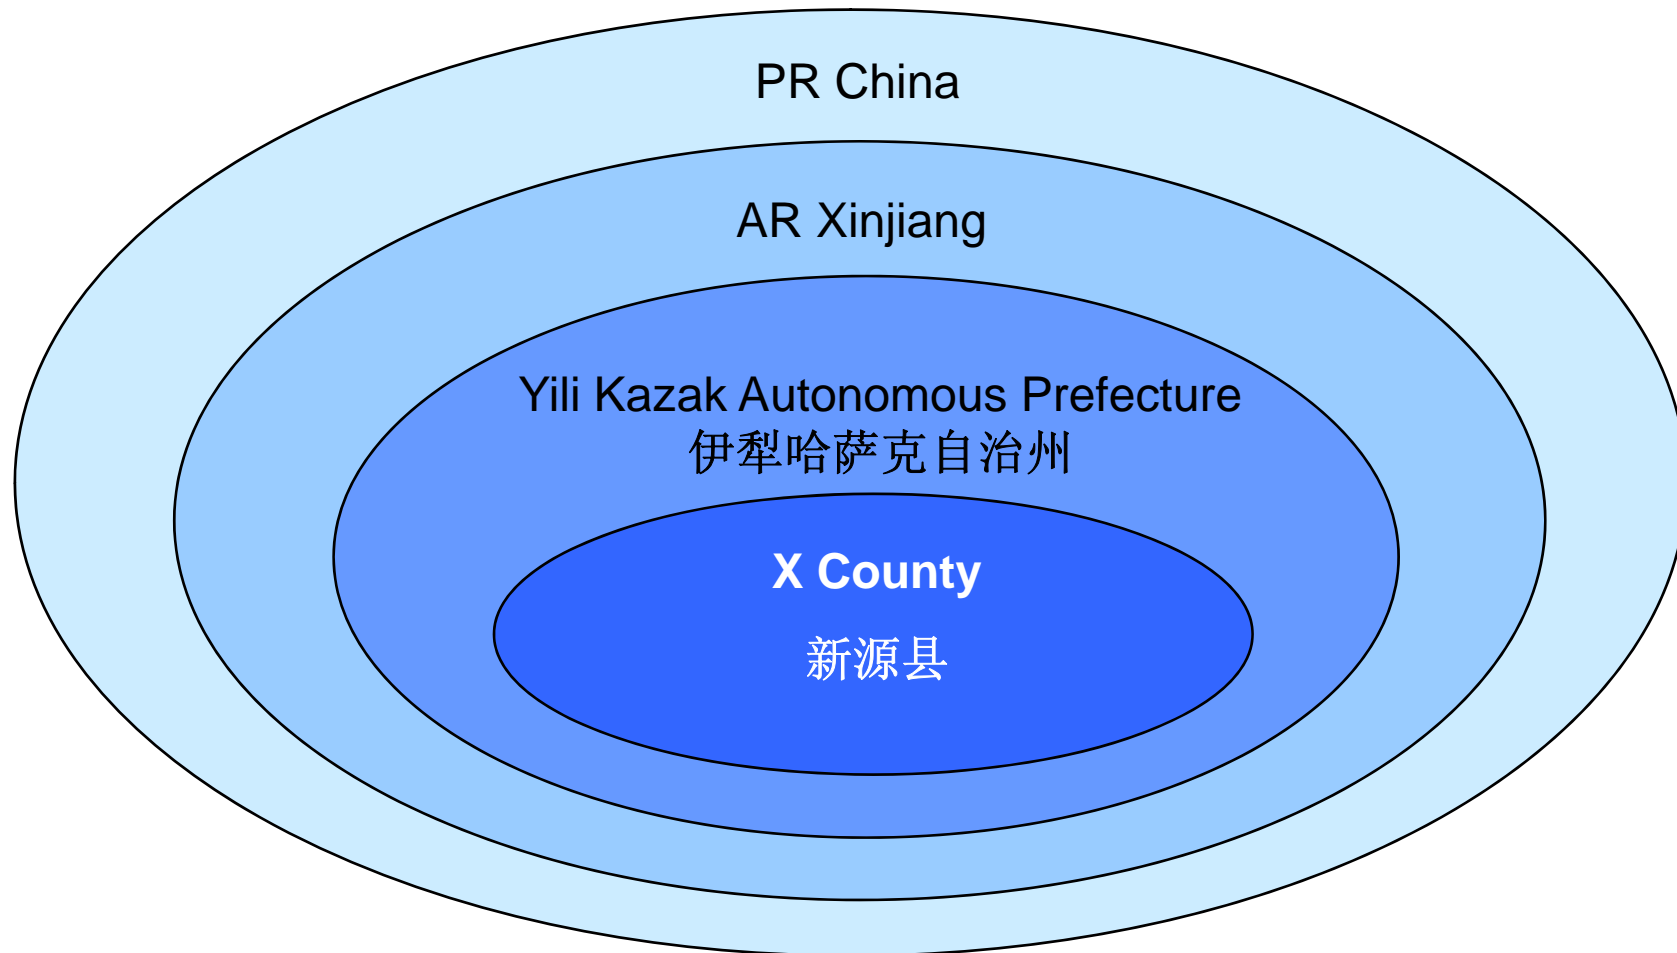 PR China
AR Xinjiang
Yili Kazak Autonomous Prefecture
伊犁哈萨克自治州
X County
新源县